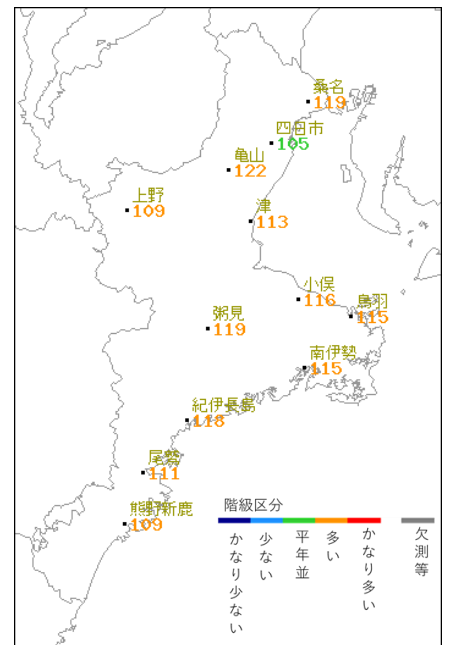 桑名
119
四日市
105
亀山
122
上野
109
津
113
小俣
116
鳥羽
115
粥見
119
南伊勢
115
紀伊長島
118
尾鷲
111
熊野新鹿
109
階級区分
かなり少ない
少ない
平年並
多い
かなり多い
欠測等